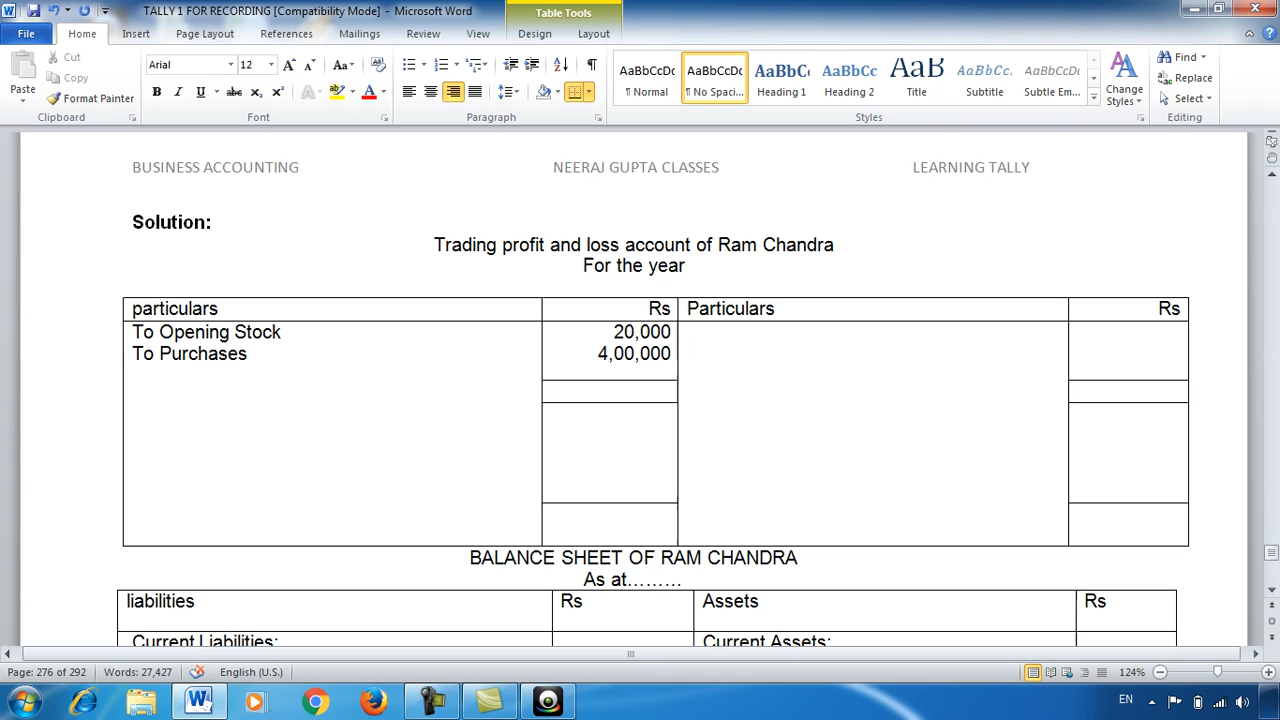 TALLY 1 FOR RECORDING [Compatibility Mode] - Microsoft Word
Table Tools
File Home Insert Page Layout References Mailings Review View Design Layout
Paste
Cut
Copy
Format Painter
Clipboard
Arial 12
Font
Paragraph
AaBbCcDc AaBbCcDc AaBbCc AaBbCc AaB AaBbCcL AaBbCcDc
¶ Normal ¶ No Spaci... Heading 1 Heading 2 Title Subtitle Subtle Em...
Styles
Change Styles
Find
Replace
Select
Editing
BUSINESS ACCOUNTING NEERAJ GUPTA CLASSES LEARNING TALLY
Solution:
Trading profit and loss account of Ram Chandra
For the year
particulars Rs Particulars Rs
To Opening Stock 20,000
To Purchases 4,00,000
BALANCE SHEET OF RAM CHANDRA
As at………
liabilities Rs Assets Rs
Current Liabilities: Current Assets:
Page: 276 of 292 Words: 27,427 English (U.S.) 124%
EN 9:01 PM